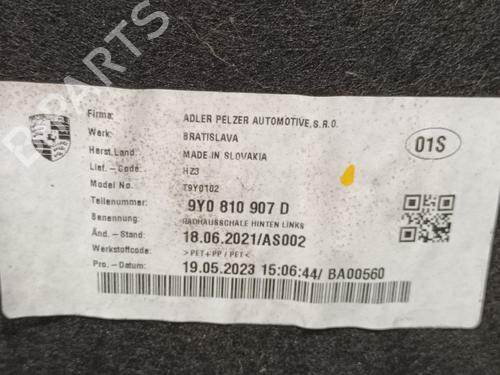 B-PARTS
Firma: ADLER PELZER AUTOMOTIVE,S.R.O.
Werk: BRATISLAVA
Herst.Land: MADE IN SLOVAKIA
Lief.-Code: HZ3
Model No: T9Y0102
Teilenummer: 9Y0 810 907 D
Benennung: RADHAUSSCHALE HINTEN LINKS
Änd.-Stand: 18.06.2021/AS002
Werkstoffcode: >PET+PP/PET<
Pro.-Datum: 19.05.2023 15:06:44/ BA00560
01S